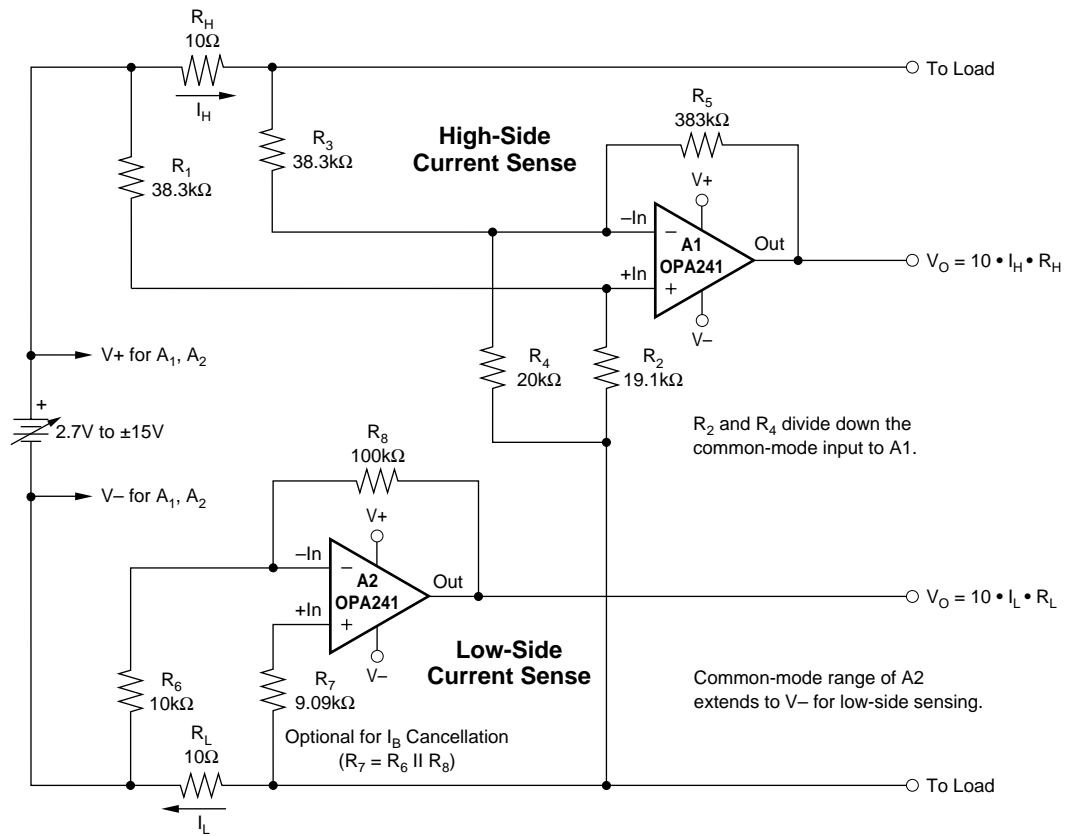 R_H
10Ω
I_H
To Load
R_5
383kΩ
High-Side
Current Sense
R_3
38.3kΩ
R_1
38.3kΩ
V+
–In
−
A1
OPA241
Out
+In
+
V–
V_O = 10 • I_H • R_H
V+ for A_1, A_2
R_4
20kΩ
R_2
19.1kΩ
+
2.7V to ±15V
R_2 and R_4 divide down the
common-mode input to A1.
R_8
100kΩ
V– for A_1, A_2
V+
–In
−
A2
OPA241
Out
+In
+
V–
V_O = 10 • I_L • R_L
Low-Side
Current Sense
R_6
10kΩ
R_7
9.09kΩ
Common-mode range of A2
extends to V– for low-side sensing.
R_L
10Ω
Optional for I_B Cancellation
(R_7 = R_6 II R_8)
I_L
To Load